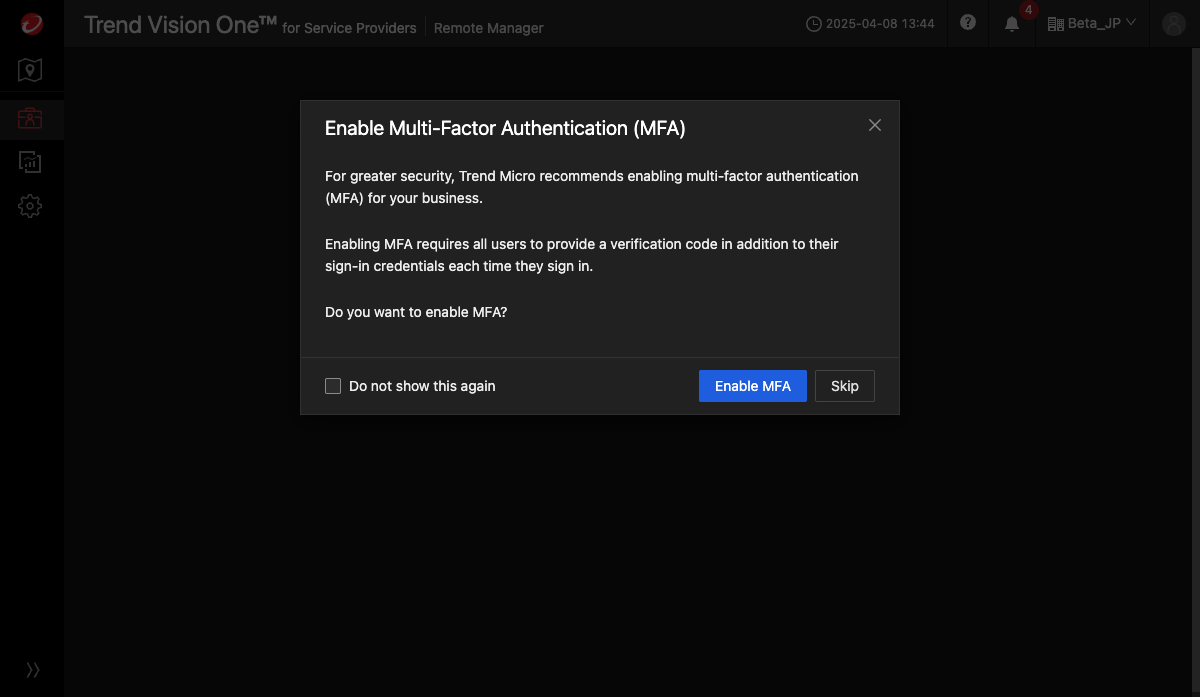 Trend Vision One™ for Service Providers Remote Manager
2025-04-08 13:44
4
Beta_JP
Enable Multi-Factor Authentication (MFA)
For greater security, Trend Micro recommends enabling multi-factor authentication
(MFA) for your business.
Enabling MFA requires all users to provide a verification code in addition to their
sign-in credentials each time they sign in.
Do you want to enable MFA?
Do not show this again
Enable MFA
Skip